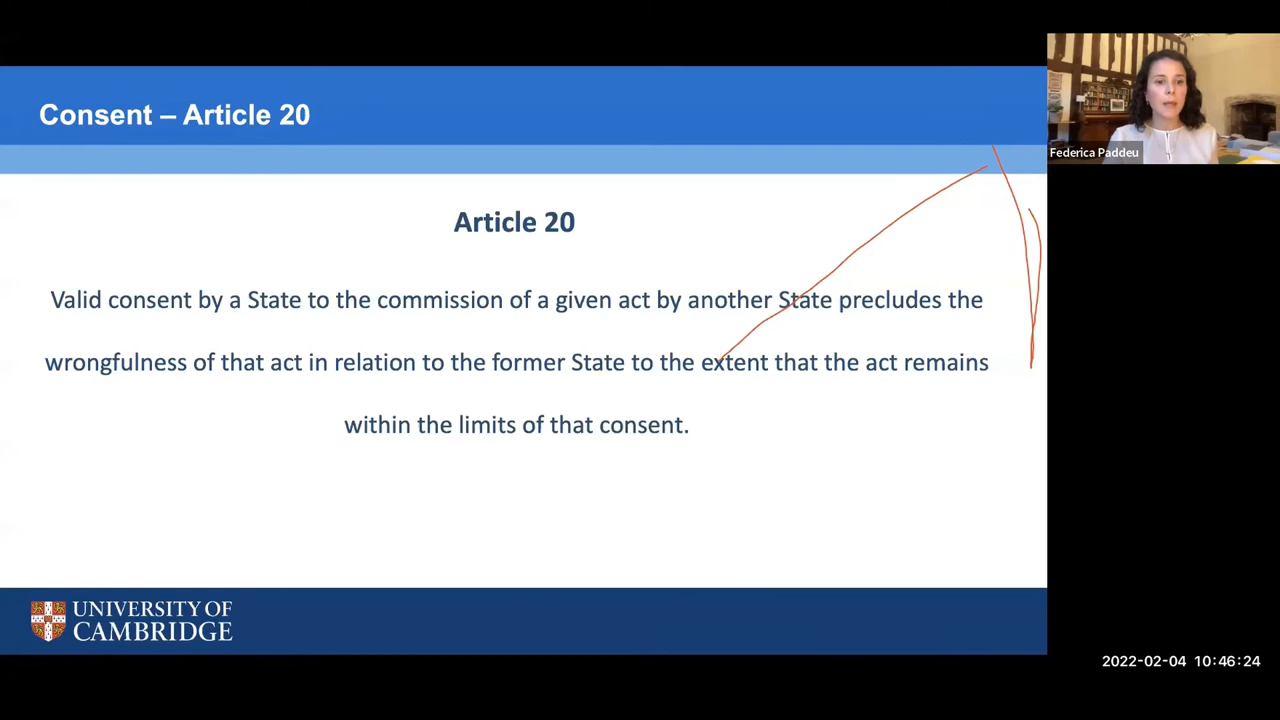 Consent – Article 20
Federica Paddeu
Article 20
Valid consent by a State to the commission of a given act by another State precludes the
wrongfulness of that act in relation to the former State to the extent that the act remains
within the limits of that consent.
UNIVERSITY OF
CAMBRIDGE
2022-02-04 10:46:24